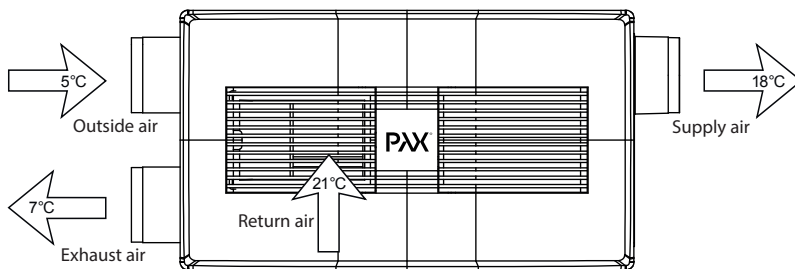 5°C
Outside air
18°C
Supply air
PAX
21°C
Return air
7°C
Exhaust air